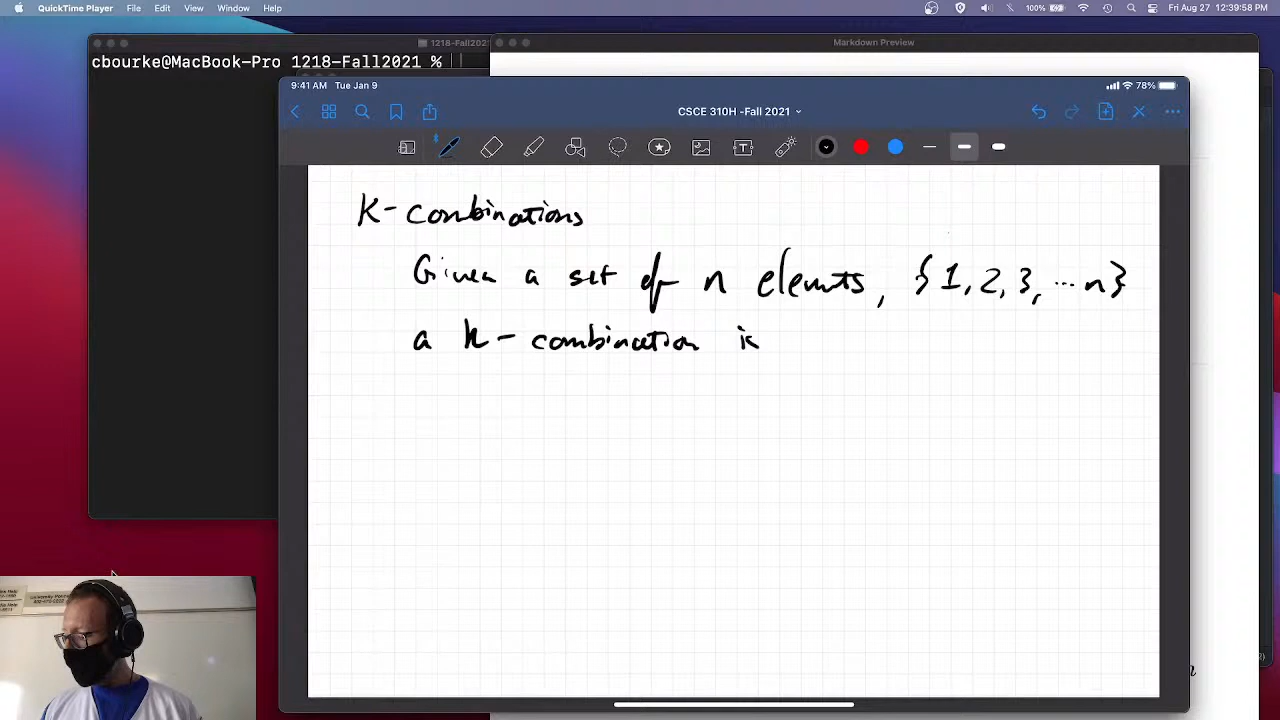 QuickTime Player File Edit View Window Help 100% Fri Aug 27 12:39:58 PM
1218-Fall202
Markdown Preview
cbourke@MacBook-Pro 1218-Fall2021 %
9:41 AM Tue Jan 9 78%
CSCE 310H -Fall 2021
K-combinations
Given a set of n elements, {1, 2, 3, ... n}
a k-combination is